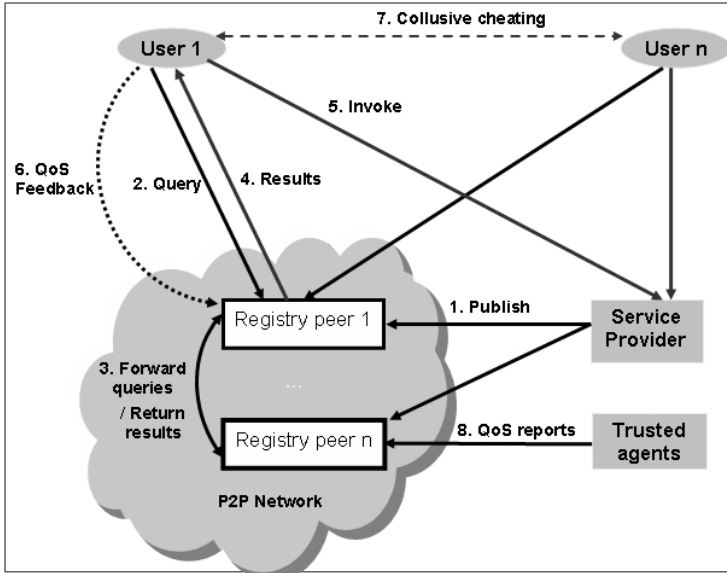 7. Collusive cheating
User 1
User n
5. Invoke
6. QoS
Feedback
2. Query
4. Results
Registry peer 1
1. Publish
Service
Provider
3. Forward
queries
/ Return
results
...
Registry peer n
8. QoS reports
Trusted
agents
P2P Network